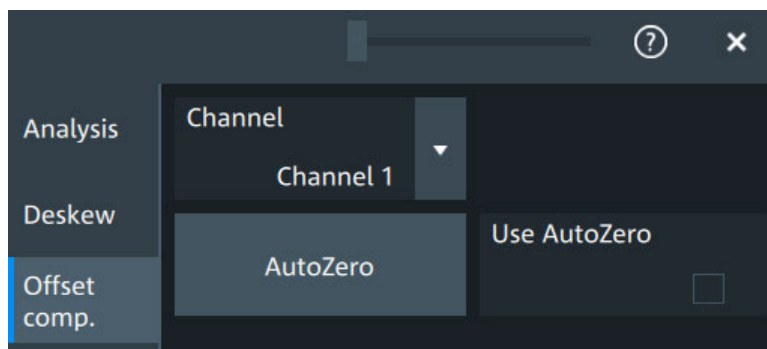 Analysis
Deskew
Offset
comp.
Channel
Channel 1
AutoZero
Use AutoZero